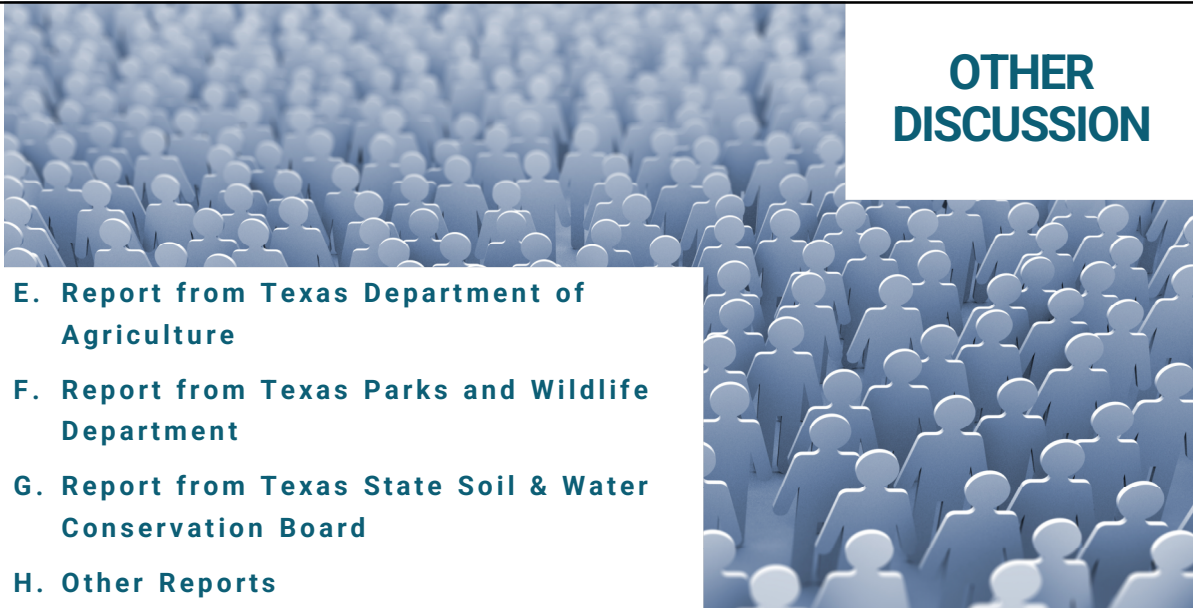 OTHER
DISCUSSION
E. Report from Texas Department of
Agriculture
F. Report from Texas Parks and Wildlife
Department
G. Report from Texas State Soil & Water
Conservation Board
H. Other Reports